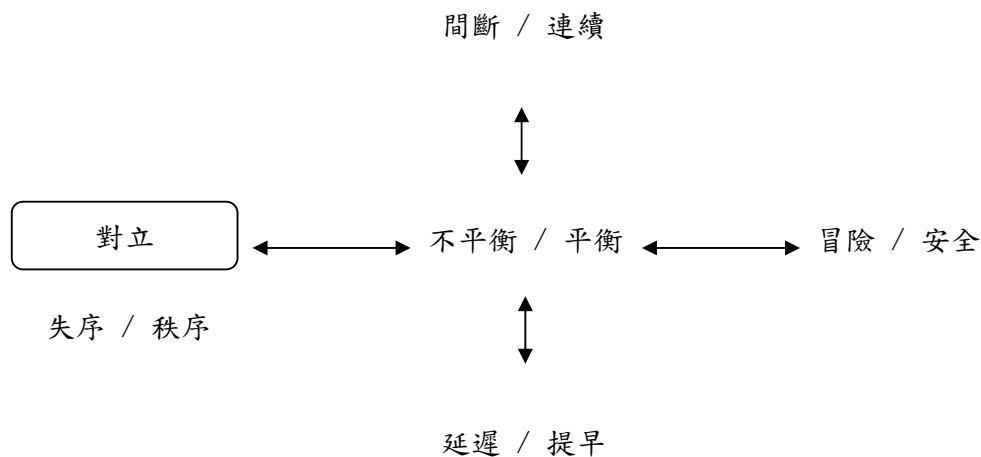 間斷 / 連續
對立
不平衡 / 平衡
冒險 / 安全
失序 / 秩序
延遲 / 提早